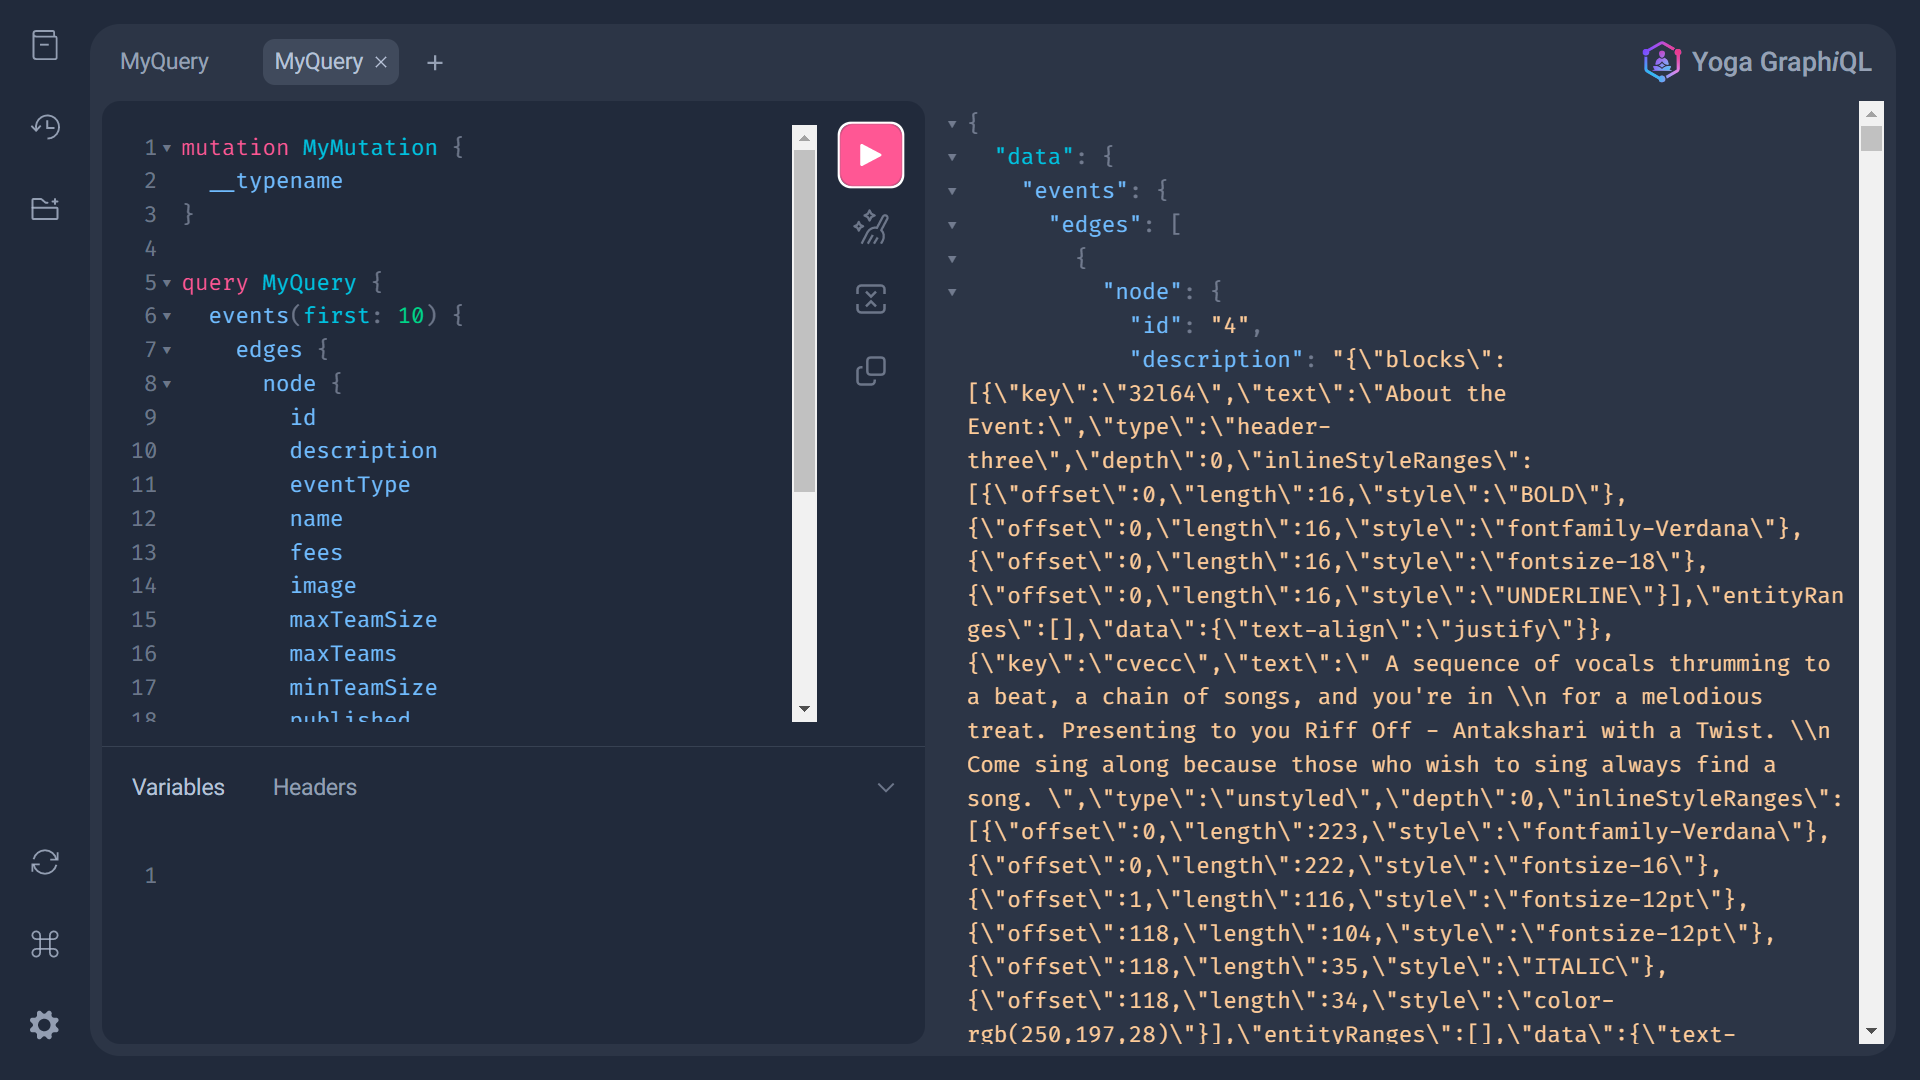 MyQuery
MyQuery
Yoga GraphiQL
1 mutation MyMutation {
2 __typename
3 }
4
5 query MyQuery {
6 events(first: 10) {
7 edges {
8 node {
9 id
10 description
11 eventType
12 name
13 fees
14 image
15 maxTeamSize
16 maxTeams
17 minTeamSize
18 published
Variables Headers
1
{
"data": {
"events": {
"edges": [
{
"node": {
"id": "4",
"description": "{\"blocks\":
[{\"key\":\"32l64\",\"text\":\"About the
Event:\",\"type\":\"header-
three\",\"depth\":0,\"inlineStyleRanges\":
[{\"offset\":0,\"length\":16,\"style\":\"BOLD\"},
{\"offset\":0,\"length\":16,\"style\":\"fontfamily-Verdana\"},
{\"offset\":0,\"length\":16,\"style\":\"fontsize-18\"},
{\"offset\":0,\"length\":16,\"style\":\"UNDERLINE\"}],\"entityRan
ges\":[],\"data\":{\"text-align\":\"justify\"}},
{\"key\":\"cvecc\",\"text\":\" A sequence of vocals thrumming to
a beat, a chain of songs, and you're in \\n for a melodious
treat. Presenting to you Riff Off - Antakshari with a Twist. \\n
Come sing along because those who wish to sing always find a
song. \",\"type\":\"unstyled\",\"depth\":0,\"inlineStyleRanges\":
[{\"offset\":0,\"length\":223,\"style\":\"fontfamily-Verdana\"},
{\"offset\":0,\"length\":222,\"style\":\"fontsize-16\"},
{\"offset\":1,\"length\":116,\"style\":\"fontsize-12pt\"},
{\"offset\":118,\"length\":104,\"style\":\"fontsize-12pt\"},
{\"offset\":118,\"length\":35,\"style\":\"ITALIC\"},
{\"offset\":118,\"length\":34,\"style\":\"color-
rgb(250,197,28)\"}],\"entityRanges\":[],\"data\":{\"text-